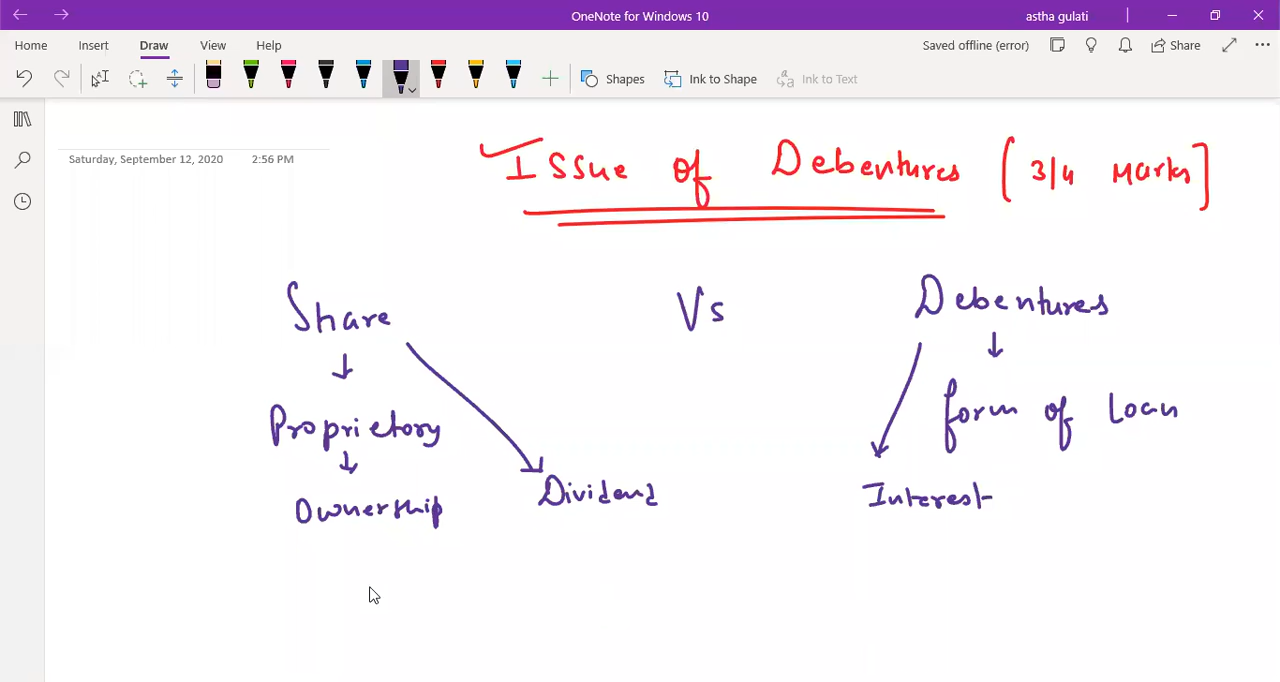 OneNote for Windows 10
astha gulati
Home Insert Draw View Help
Saved offline (error) Share
Shapes Ink to Shape Ink to Text
Saturday, September 12, 2020 2:56 PM
Issue of Debentures [3/4 Marks]
Share Vs Debentures
Proprietory form of Loan
Ownership Dividend Interest